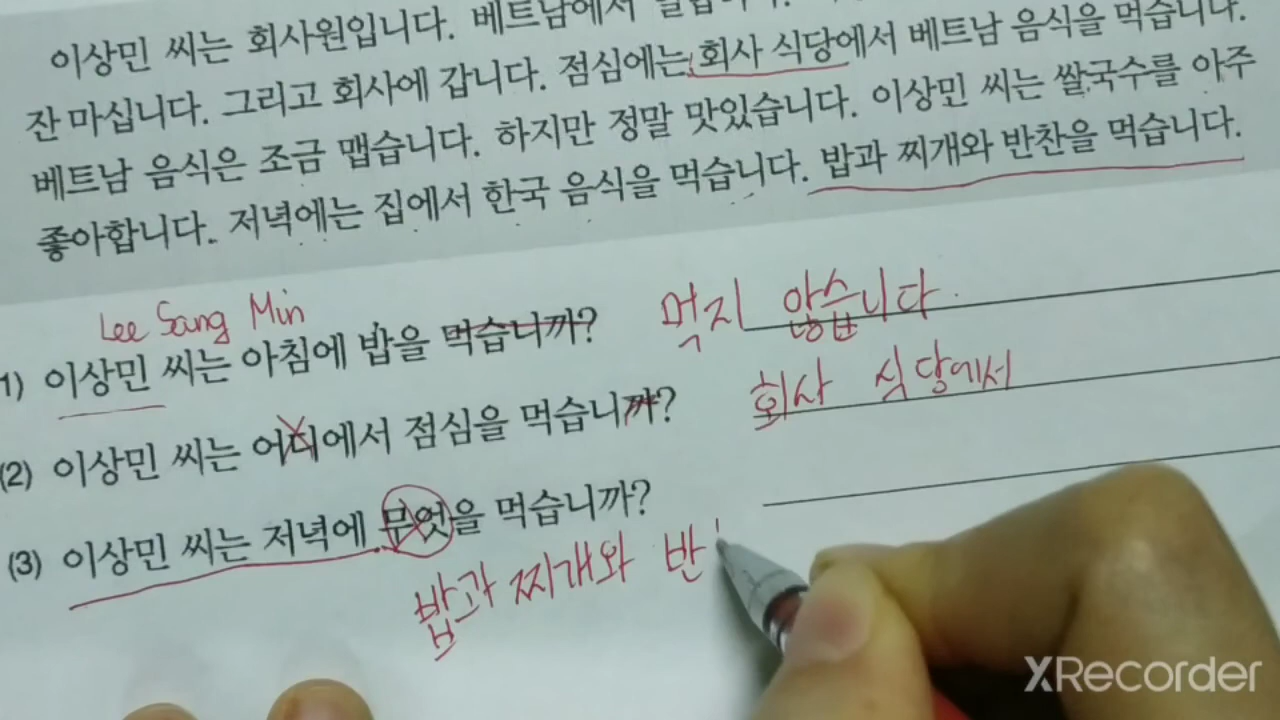 이상민 씨는 회사원입니다. 베트남에서
잔 마십니다. 그리고 회사에 갑니다. 점심에는 회사 식당에서 베트남 음식을 먹습니다.
베트남 음식은 조금 맵습니다. 하지만 정말 맛있습니다. 이상민 씨는 쌀국수를 아주
좋아합니다. 저녁에는 집에서 한국 음식을 먹습니다. 밥과 찌개와 반찬을 먹습니다.
Lee Sang Min
1) 이상민 씨는 아침에 밥을 먹습니까? 먹지 않습니다.
(2) 이상민 씨는 어디에서 점심을 먹습니까? 회사 식당에서
(3) 이상민 씨는 저녁에 무엇을 먹습니까?
밥과 찌개와 반
XRecorder